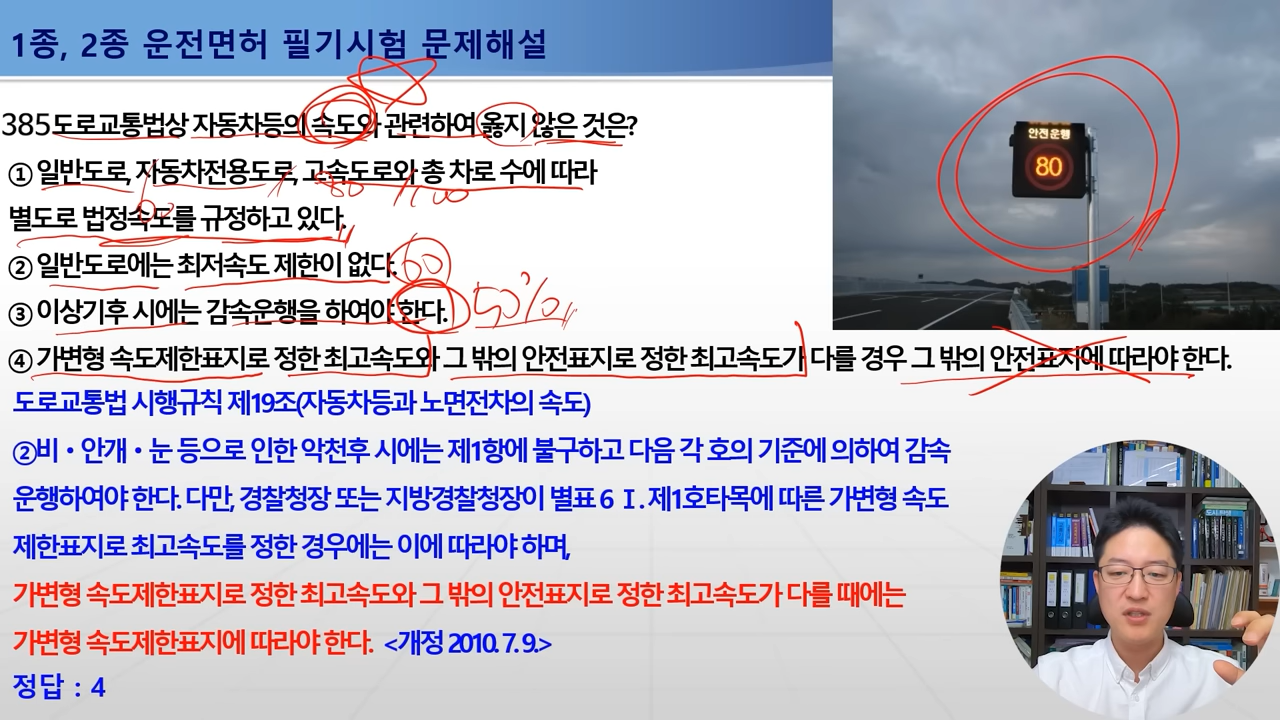 1종, 2종 운전면허 필기시험 문제해설
안전운행
80
385도로교통법상 자동차등의 속도와 관련하여 옳지 않은 것은?
① 일반도로, 자동차전용도로, 고속도로와 총 차로 수에 따라
60 80 100
별도로 법정속도를 규정하고 있다.
② 일반도로에는 최저속도 제한이 없다. 60
③ 이상기후 시에는 감속운행을 하여야 한다. 50%
④ 가변형 속도제한표지로 정한 최고속도와 그 밖의 안전표지로 정한 최고속도가 다를 경우 그 밖의 안전표지에 따라야 한다.
도로교통법 시행규칙 제19조(자동차등과 노면전차의 속도)
②비·안개·눈 등으로 인한 악천후 시에는 제1항에 불구하고 다음 각 호의 기준에 의하여 감속
운행하여야 한다. 다만, 경찰청장 또는 지방경찰청장이 별표 6 Ⅰ. 제1호타목에 따른 가변형 속도
제한표지로 최고속도를 정한 경우에는 이에 따라야 하며,
가변형 속도제한표지로 정한 최고속도와 그 밖의 안전표지로 정한 최고속도가 다를 때에는
가변형 속도제한표지에 따라야 한다. <개정 2010. 7. 9.>
정답 : 4